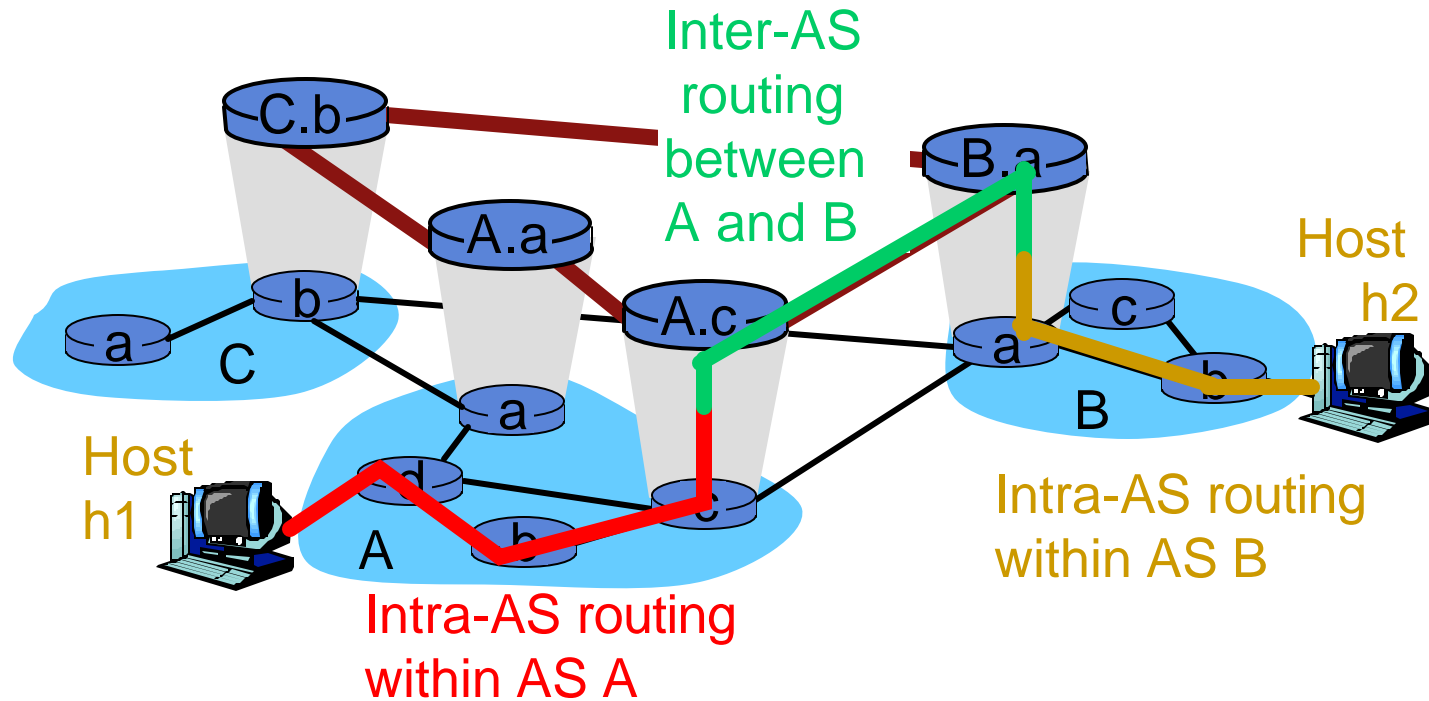 Inter-AS
routing
between
A and B
C.b
B.a
A.a
Host
h2
A.c
b
c
a
a
C
b
a
B
Host
h1
d
c
b
A
Intra-AS routing
within AS B
Intra-AS routing
within AS A